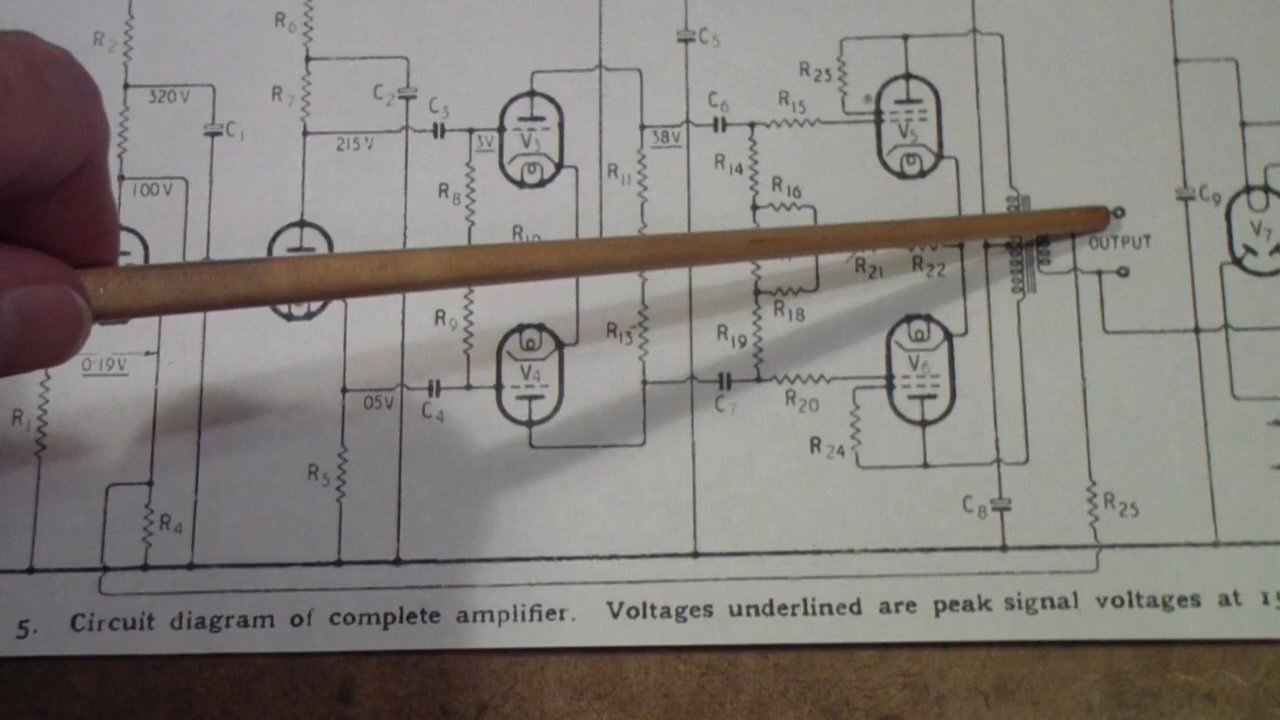 R2
320V
C1
100V
0·19V
R1
R4
R6
R7
C2
215V
C3
3V
V3
R8
R9
05V
C4
V4
R5
R11
R13
C5
38V
C6
R15
R14
R16
R23
V5
R21
R22
R18
R19
C7
R20
V6
R24
C8
R25
OUTPUT
C9
V7
5. Circuit diagram of complete amplifier. Voltages underlined are peak signal voltages at